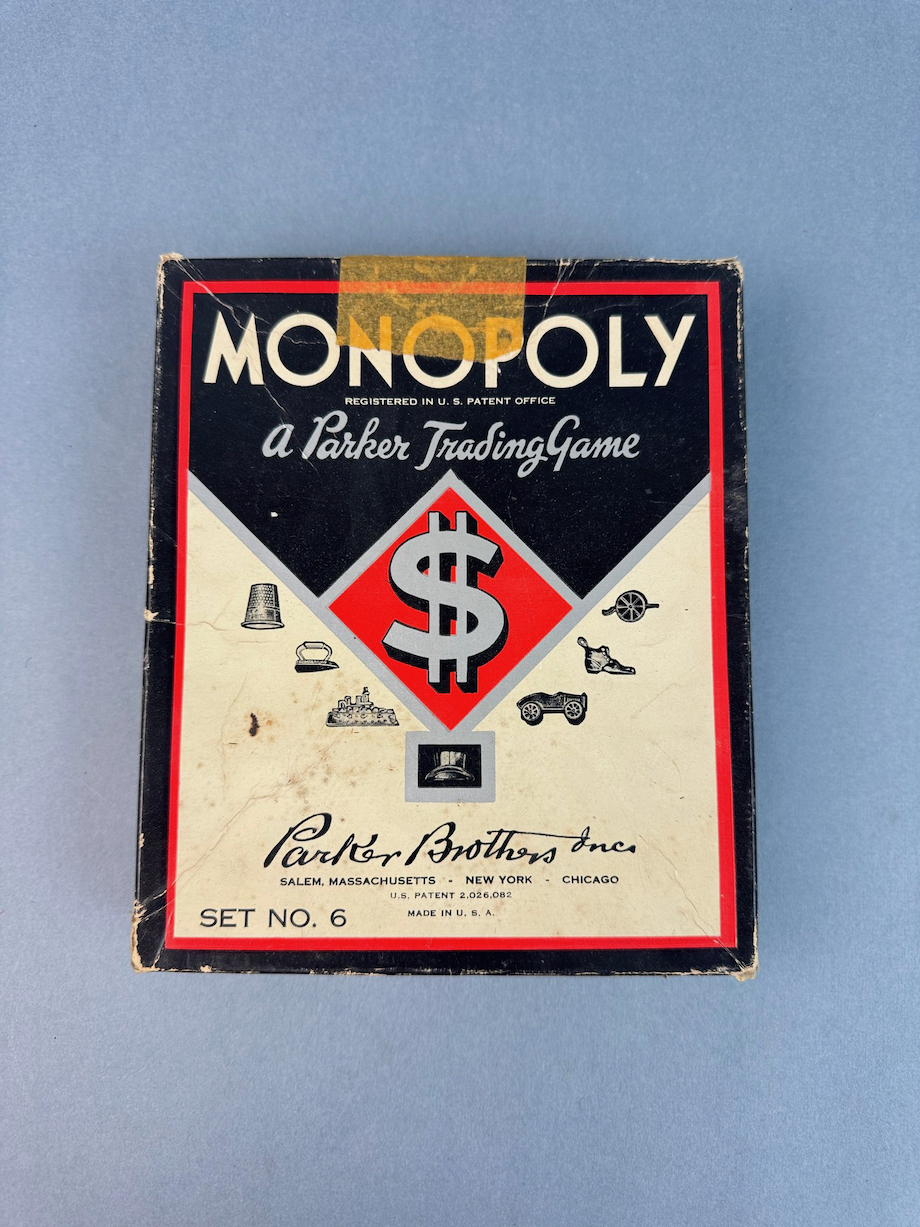 MONOPOLY
REGISTERED IN U. S. PATENT OFFICE
a Parker Trading Game
$
Parker Brothers Inc.
SALEM, MASSACHUSETTS - NEW YORK - CHICAGO
U.S. PATENT 2,026,082
SET NO. 6 MADE IN U. S. A.